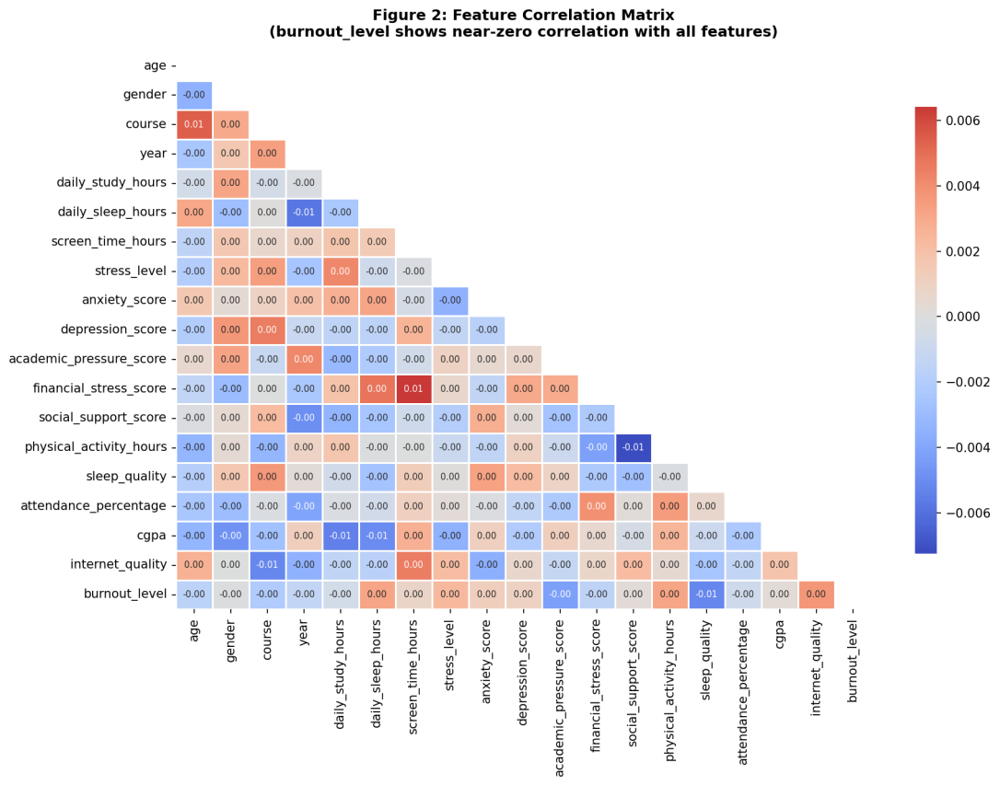 Figure 2: Feature Correlation Matrix
(burnout_level shows near-zero correlation with all features)
age
gender -0.00
course 0.01 0.00
year -0.00 0.00 0.00
daily_study_hours -0.00 0.00 -0.00 -0.00
daily_sleep_hours 0.00 -0.00 0.00 -0.01 -0.00
screen_time_hours -0.00 0.00 0.00 0.00 0.00 0.00
stress_level -0.00 0.00 0.00 -0.00 0.00 -0.00 -0.00
anxiety_score 0.00 0.00 0.00 0.00 0.00 0.00 -0.00 -0.00
depression_score -0.00 0.00 0.00 -0.00 -0.00 -0.00 0.00 -0.00 -0.00
academic_pressure_score 0.00 0.00 -0.00 0.00 -0.00 -0.00 -0.00 0.00 0.00 0.00
financial_stress_score -0.00 -0.00 0.00 -0.00 0.00 0.00 0.01 0.00 -0.00 0.00 0.00
social_support_score -0.00 0.00 0.00 -0.00 -0.00 -0.00 -0.00 -0.00 0.00 0.00 -0.00 -0.00
physical_activity_hours -0.00 0.00 -0.00 0.00 0.00 -0.00 -0.00 -0.00 -0.00 0.00 -0.00 -0.00 -0.01
sleep_quality -0.00 0.00 0.00 0.00 -0.00 -0.00 0.00 0.00 0.00 0.00 0.00 -0.00 -0.00 -0.00
attendance_percentage -0.00 -0.00 -0.00 -0.00 -0.00 -0.00 0.00 0.00 0.00 -0.00 -0.00 0.00 0.00 0.00 0.00
cgpa -0.00 -0.00 -0.00 0.00 -0.01 -0.01 0.00 -0.00 0.00 -0.00 0.00 0.00 -0.00 0.00 -0.00 -0.00
internet_quality 0.00 -0.00 -0.01 -0.00 -0.00 -0.00 0.00 0.00 -0.00 0.00 -0.00 0.00 0.00 0.00 -0.00 -0.00 0.00
burnout_level -0.00 -0.00 -0.00 -0.00 -0.00 0.00 0.00 0.00 0.00 0.00 -0.00 -0.00 0.00 0.00 -0.01 -0.00 0.00 0.00
age
gender
course
year
daily_study_hours
daily_sleep_hours
screen_time_hours
stress_level
anxiety_score
depression_score
academic_pressure_score
financial_stress_score
social_support_score
physical_activity_hours
sleep_quality
attendance_percentage
cgpa
internet_quality
burnout_level
0.006
0.004
0.002
0.000
−0.002
−0.004
−0.006